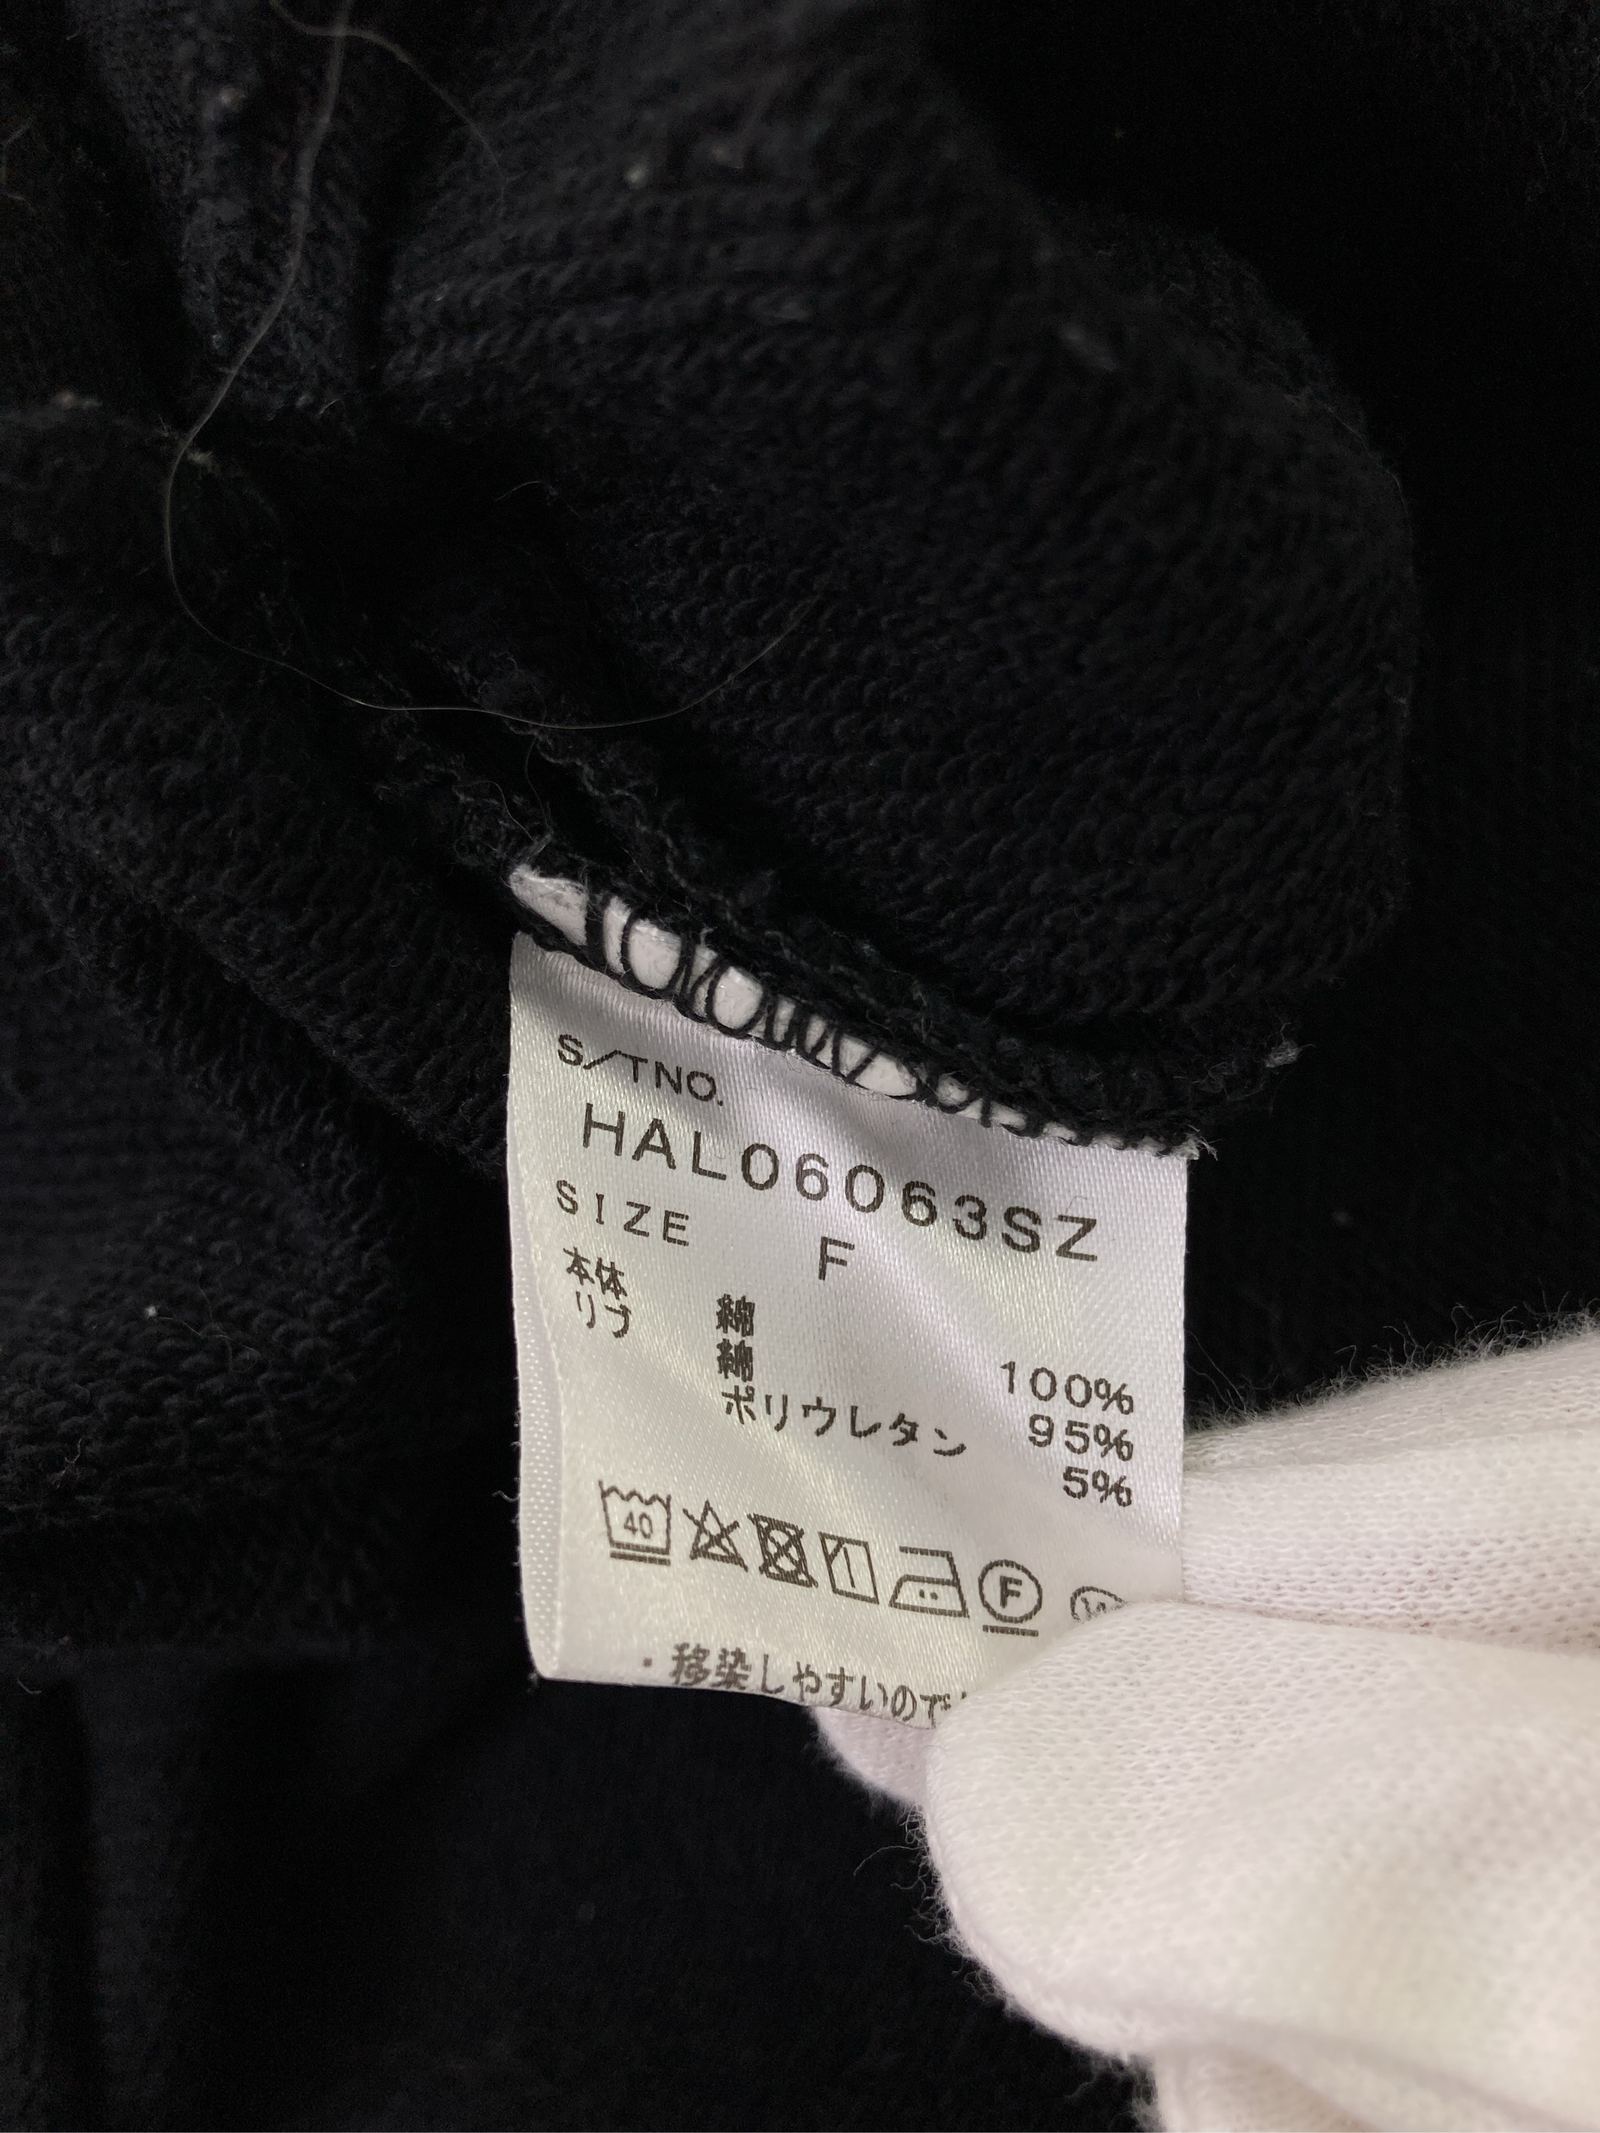 S/TNO.
HAL06063SZ
SIZE F
本体 綿 100%
リブ 綿 95%
ポリウレタン 5%
40
F
・移染しやすいので